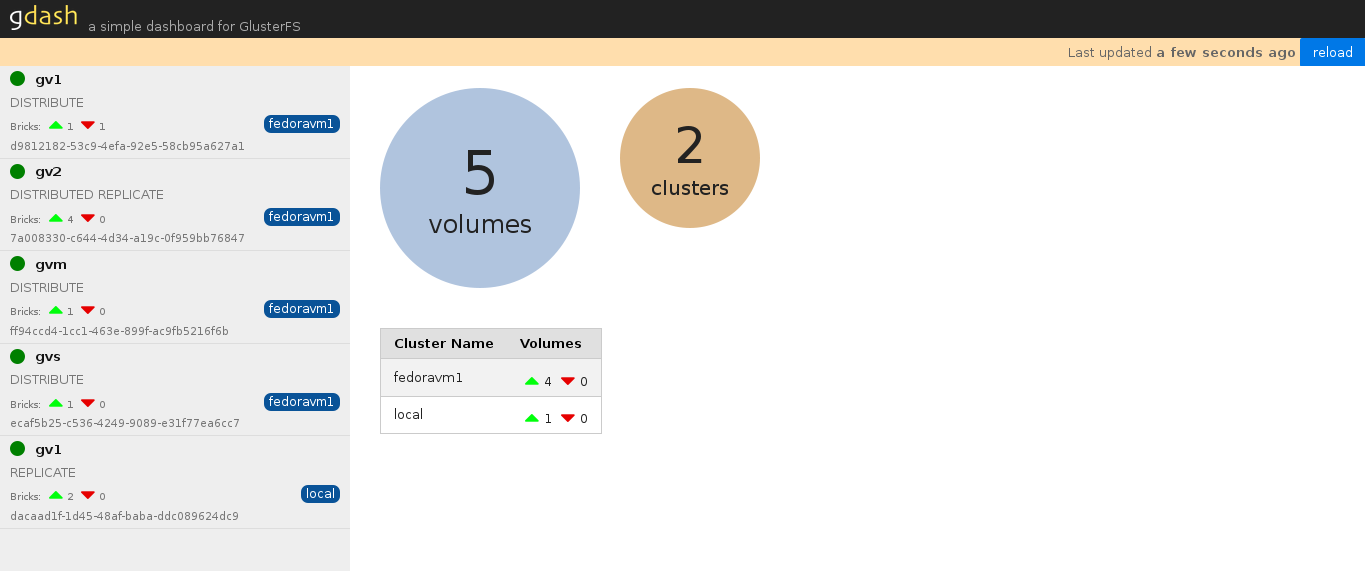 gdash a simple dashboard for GlusterFS
Last updated a few seconds ago reload
gv1
DISTRIBUTE
Bricks: 1 1 fedoravm1
d9812182-53c9-4efa-92e5-58cb95a627a1
gv2
DISTRIBUTED REPLICATE
Bricks: 4 0 fedoravm1
7a008330-c644-4d34-a19c-0f959bb76847
gvm
DISTRIBUTE
Bricks: 1 0 fedoravm1
ff94ccd4-1cc1-463e-899f-ac9fb5216f6b
gvs
DISTRIBUTE
Bricks: 1 0 fedoravm1
ecaf5b25-c536-4249-9089-e31f77ea6cc7
gv1
REPLICATE
Bricks: 2 0 local
dacaad1f-1d45-48af-baba-ddc089624dc9
5
volumes
2
clusters
Cluster Name Volumes
fedoravm1 4 0
local 1 0